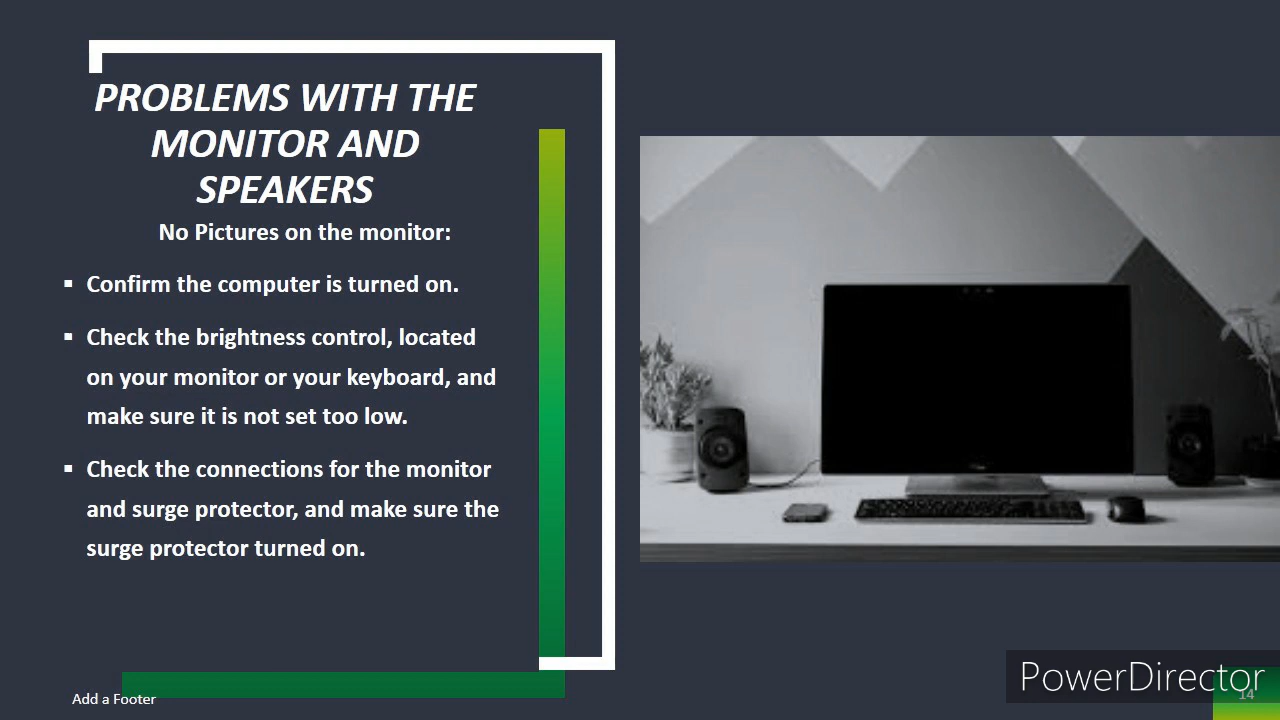 PROBLEMS WITH THE
MONITOR AND
SPEAKERS
No Pictures on the monitor:
▪ Confirm the computer is turned on.
▪ Check the brightness control, located
on your monitor or your keyboard, and
make sure it is not set too low.
▪ Check the connections for the monitor
and surge protector, and make sure the
surge protector turned on.
Add a Footer
PowerDirector
14